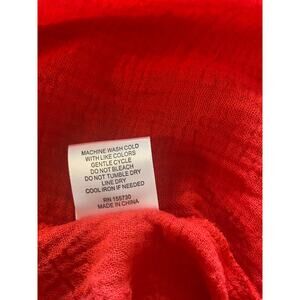 MACHINE WASH COLD
WITH LIKE COLORS
GENTLE CYCLE
DO NOT BLEACH
DO NOT TUMBLE DRY
LINE DRY
COOL IRON IF NEEDED
RN 155730
MADE IN CHINA